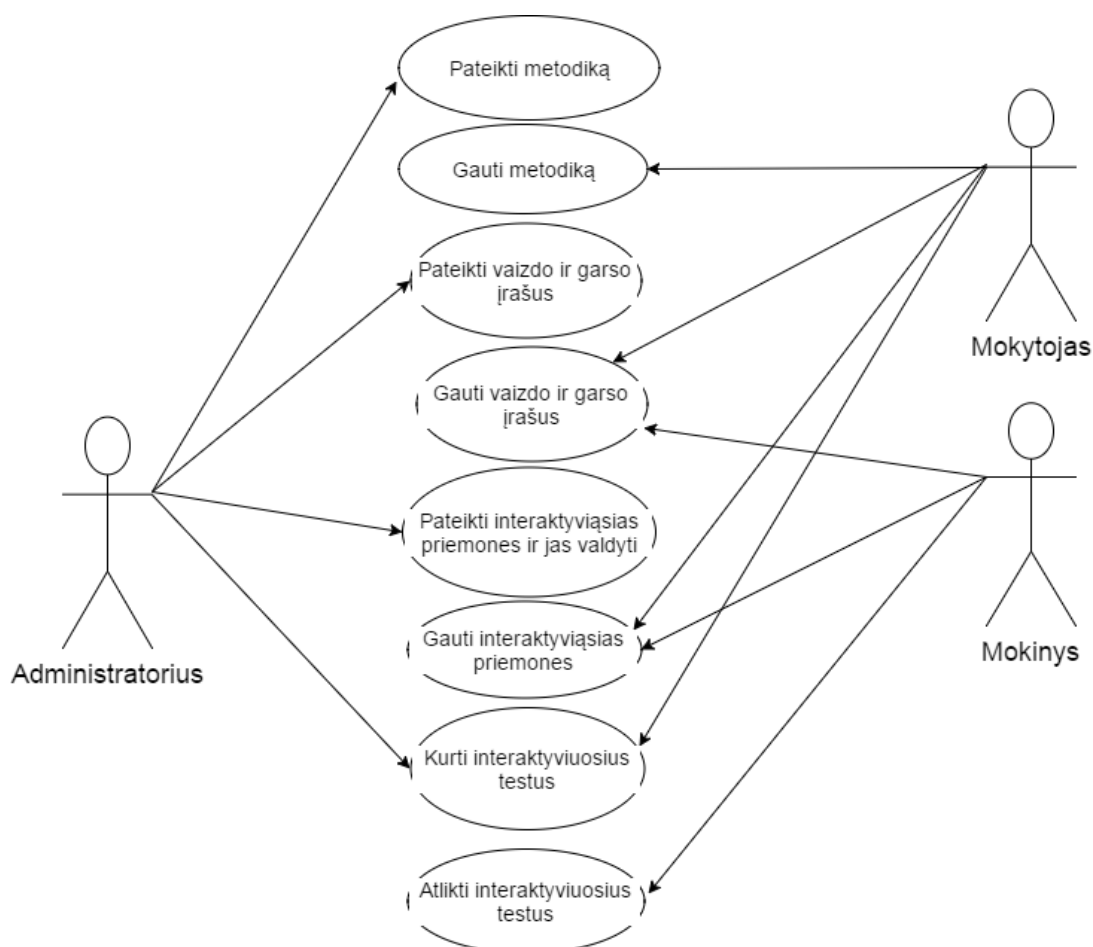 Pateikti metodiką
Gauti metodiką
Pateikti vaizdo ir garso
įrašus
Mokytojas
Gauti vaizdo ir garso
įrašus
Pateikti interaktyviąsias
priemones ir jas valdyti
Gauti interaktyviąsias
priemones
Mokinys
Administratorius
Kurti interaktyviuosius
testus
Atlikti interaktyviuosius
testus